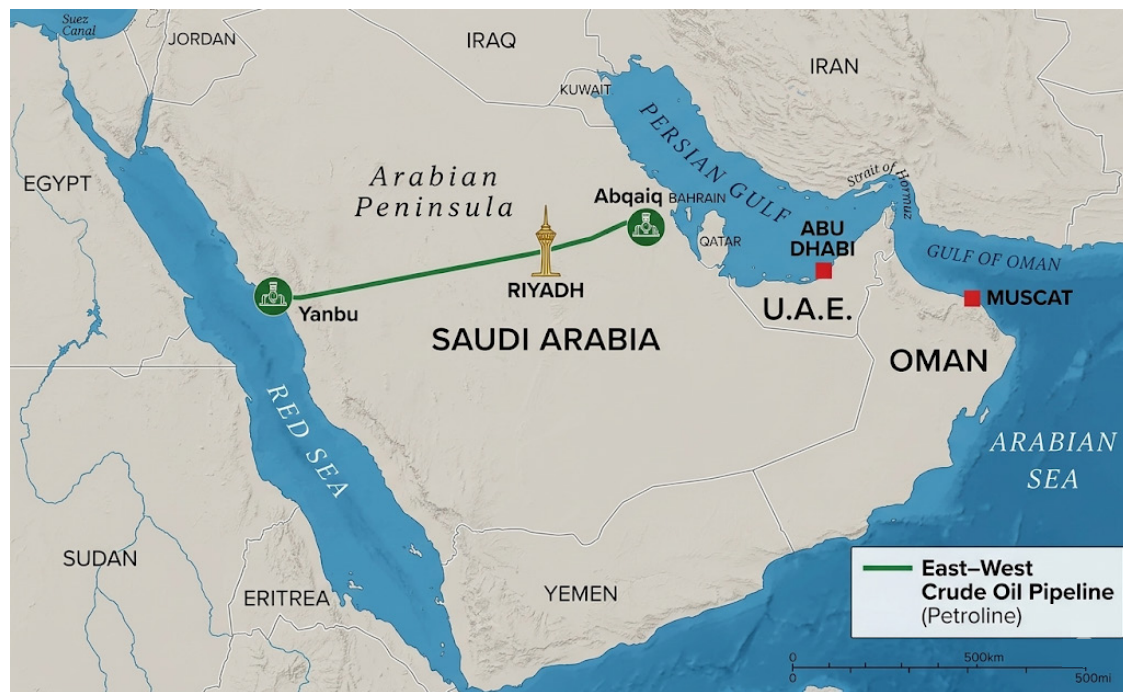 Suez
Canal
JORDAN
IRAQ
IRAN
KUWAIT
PERSIAN GULF
Strait of Hormuz
EGYPT
Arabian
Peninsula
Abqaiq
BAHRAIN
QATAR
ABU
DHABI
GULF OF OMAN
RIYADH
MUSCAT
Yanbu
U.A.E.
SAUDI ARABIA
OMAN
RED SEA
ARABIAN
SEA
SUDAN
ERITREA
YEMEN
East–West
Crude Oil Pipeline
(Petroline)
0 500km
0 500mi